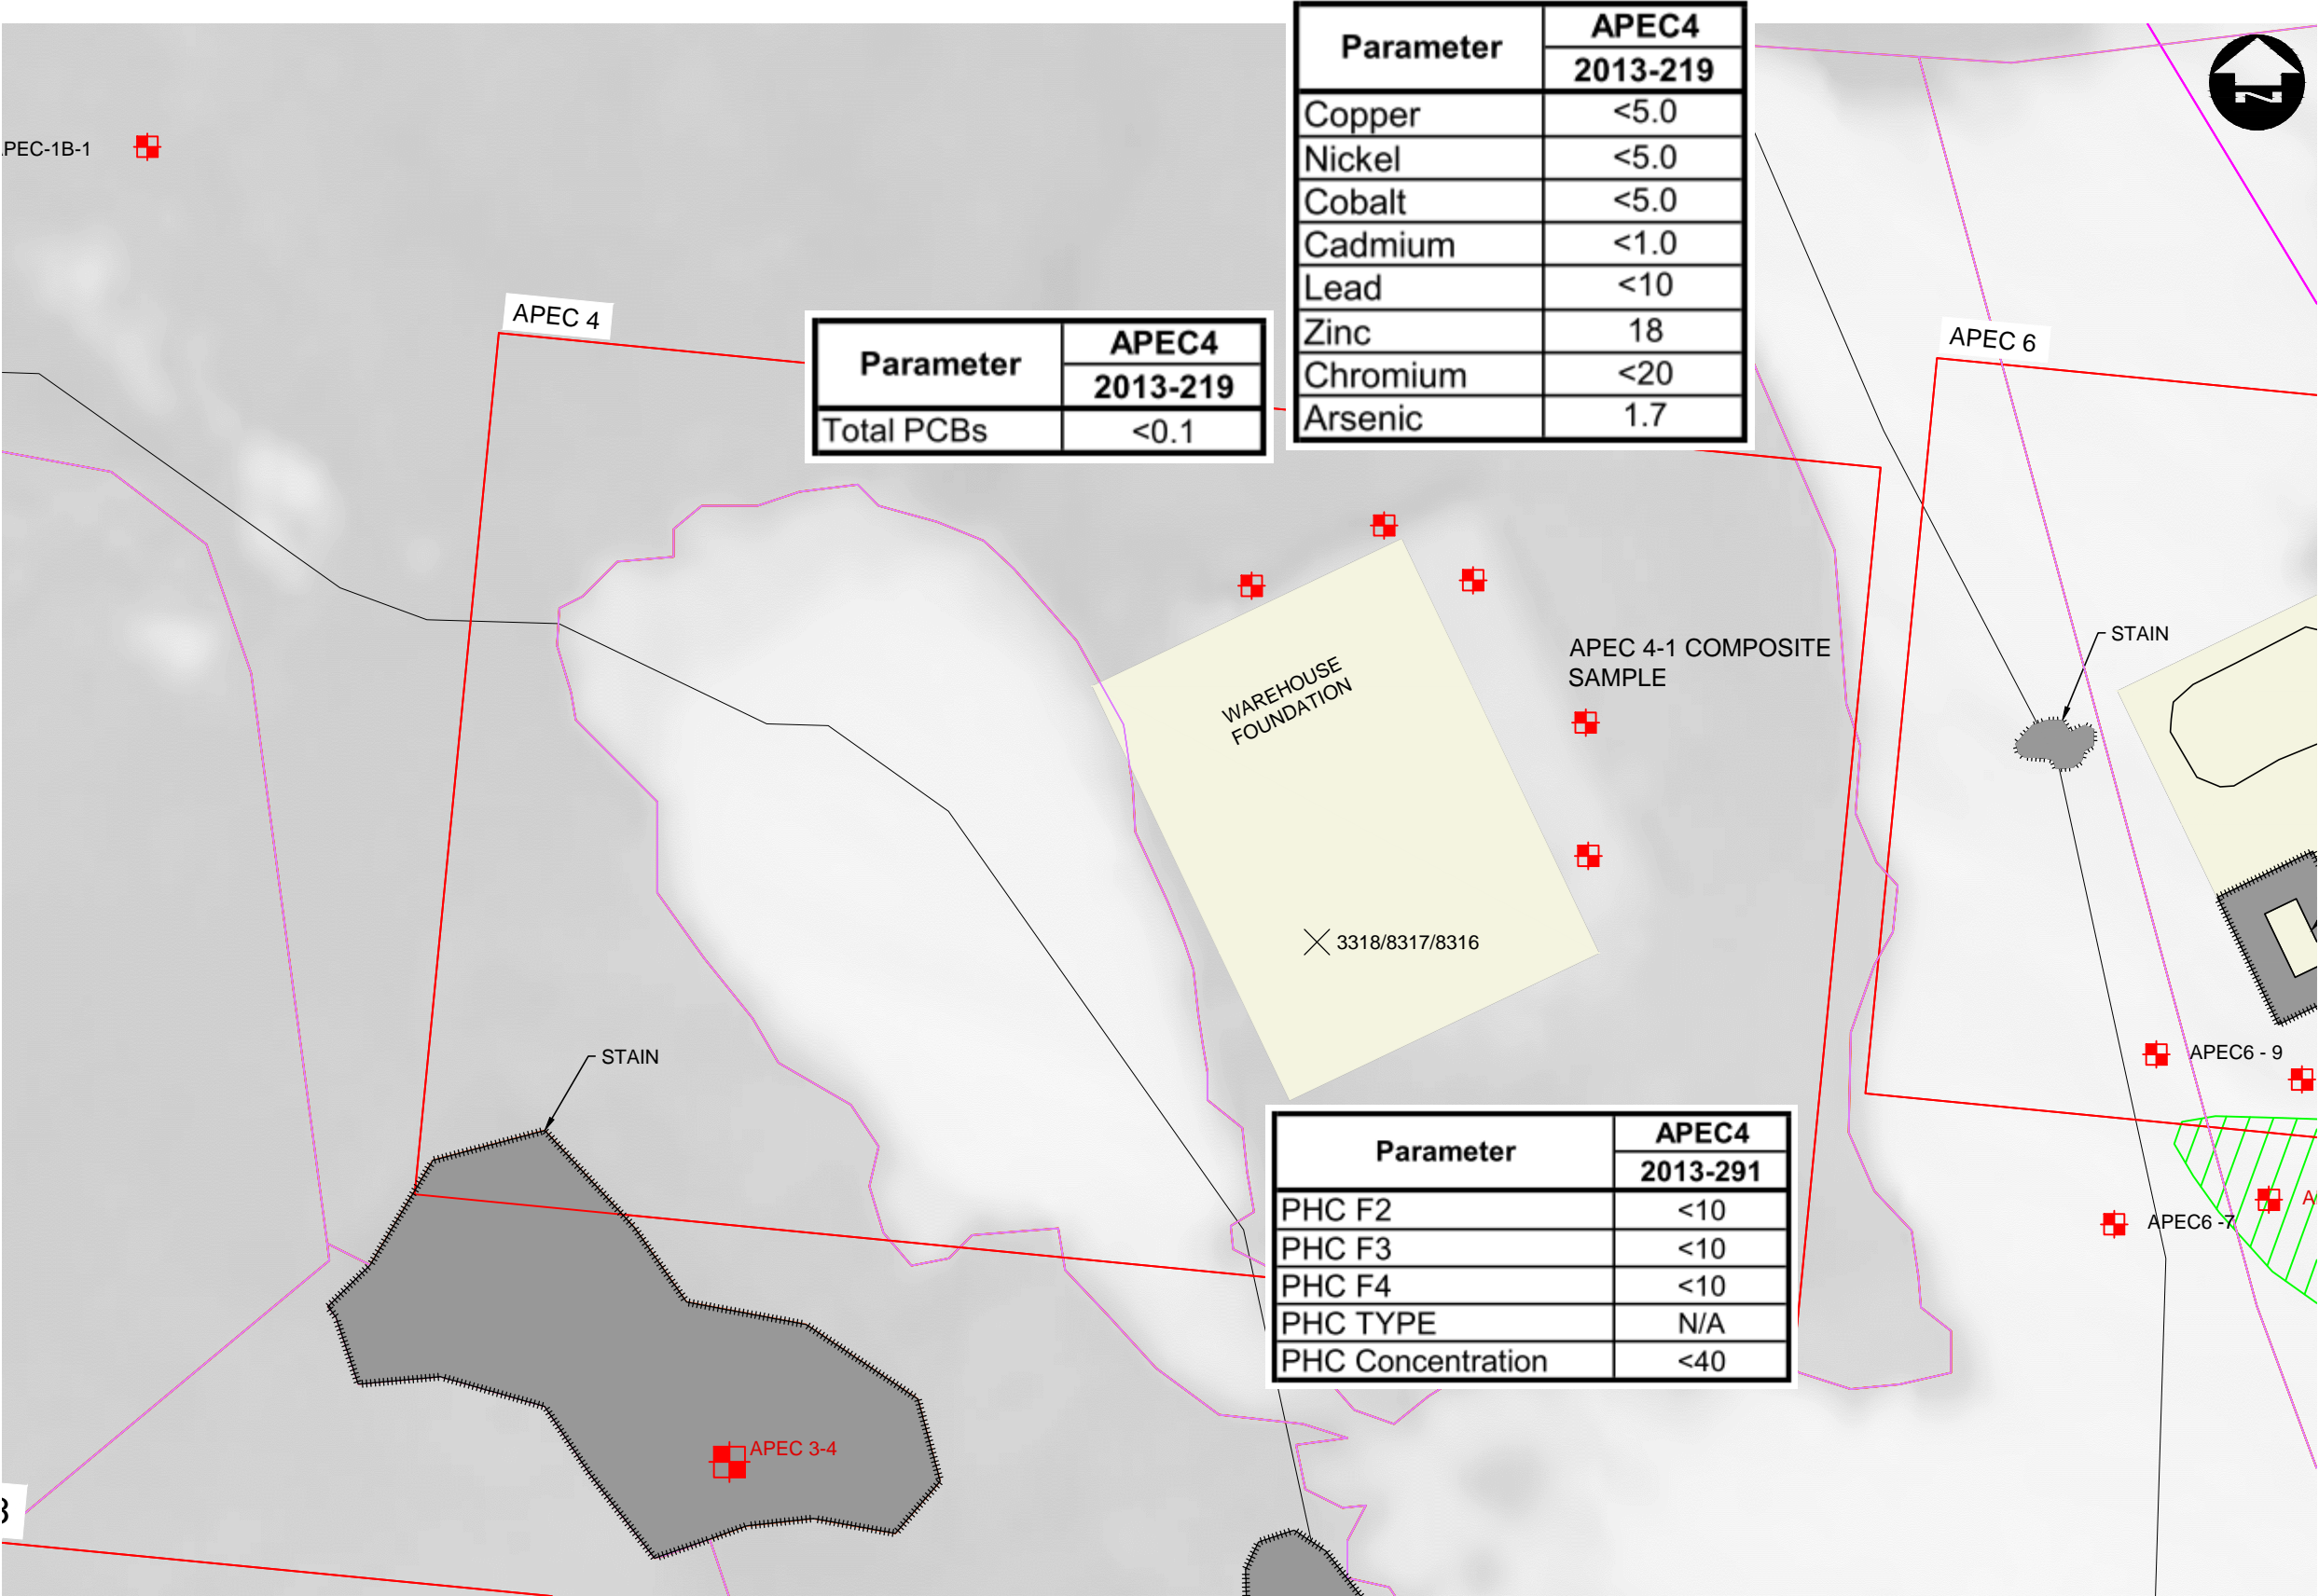 Parameter APEC4
2013-219
Copper <5.0
Nickel <5.0
Cobalt <5.0
Cadmium <1.0
Lead <10
Zinc 18
Chromium <20
Arsenic 1.7
PEC-1B-1
APEC 4
Parameter APEC4
2013-219
Total PCBs <0.1
APEC 6
STAIN
APEC 4-1 COMPOSITE
SAMPLE
WAREHOUSE
FOUNDATION
3318/8317/8316
STAIN
APEC6 - 9
APEC6 -7
A
Parameter APEC4
2013-291
PHC F2 <10
PHC F3 <10
PHC F4 <10
PHC TYPE N/A
PHC Concentration <40
APEC 3-4
3